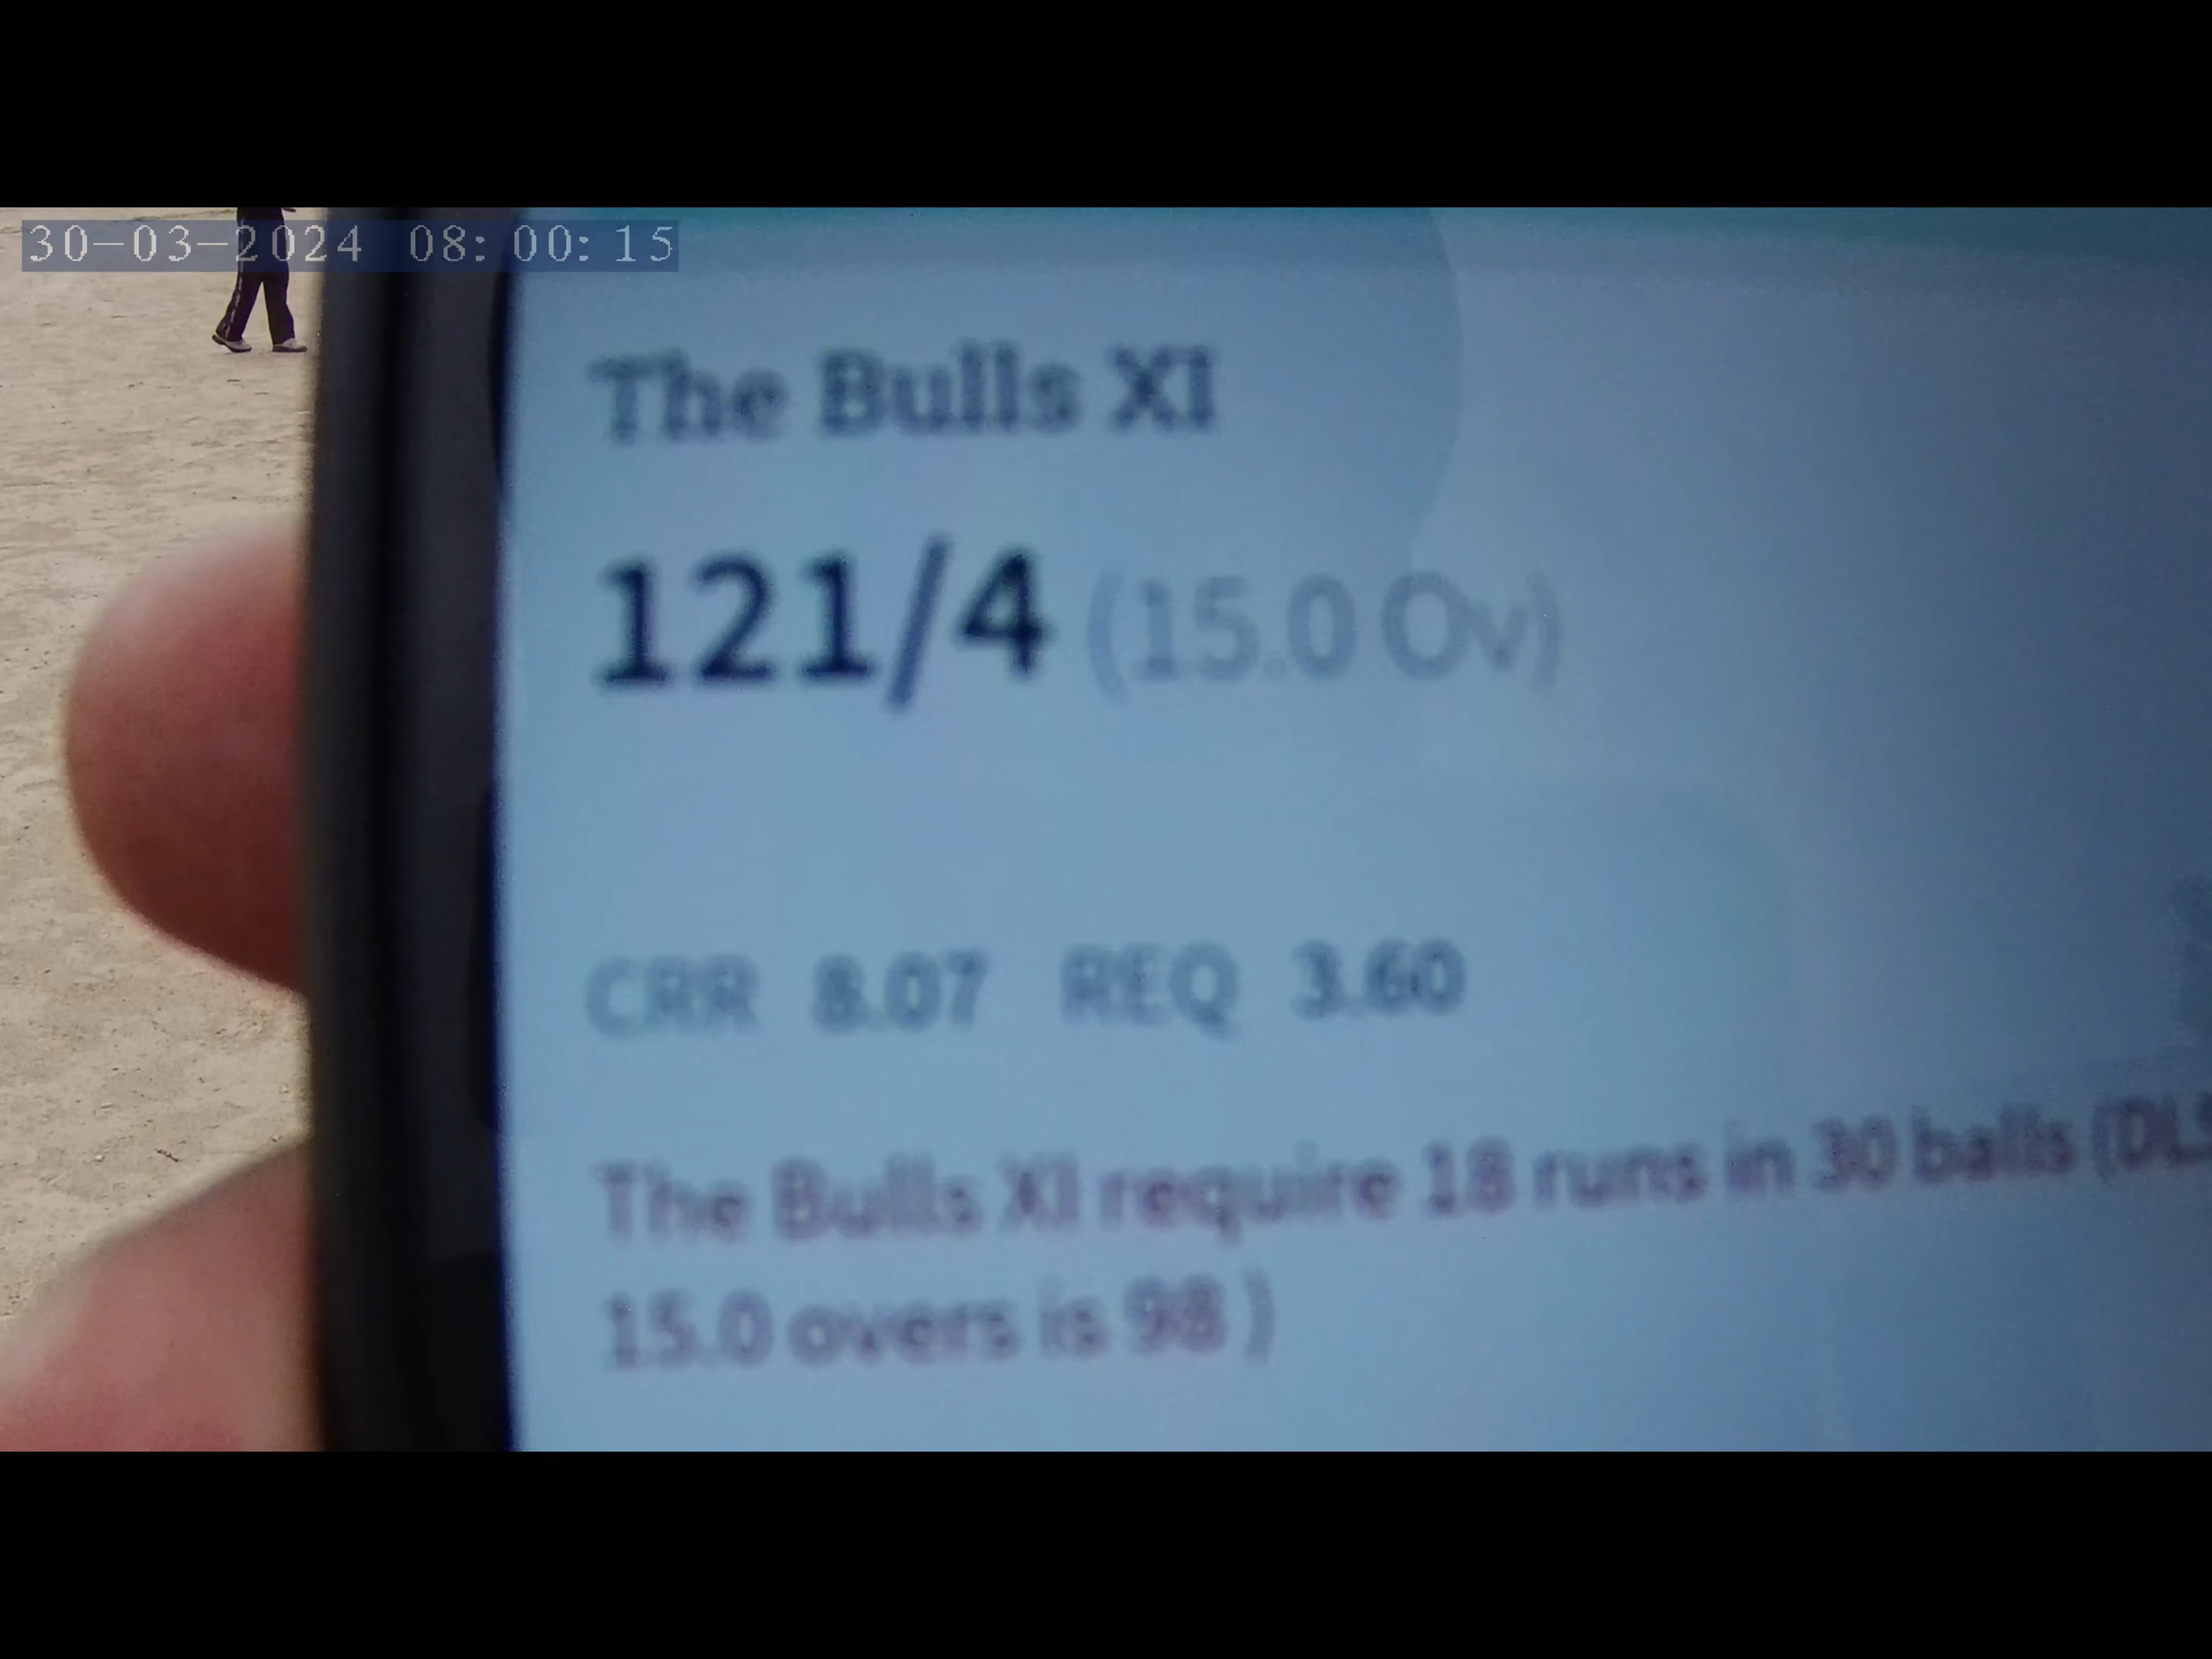 30-03-2024 08:00:15
The Bulls XI
121/4 (15.0 Ov)
CRR 8.07 REQ 3.60
The Bulls XI require 18 runs in 30 balls (DLS
15.0 overs is 98 )